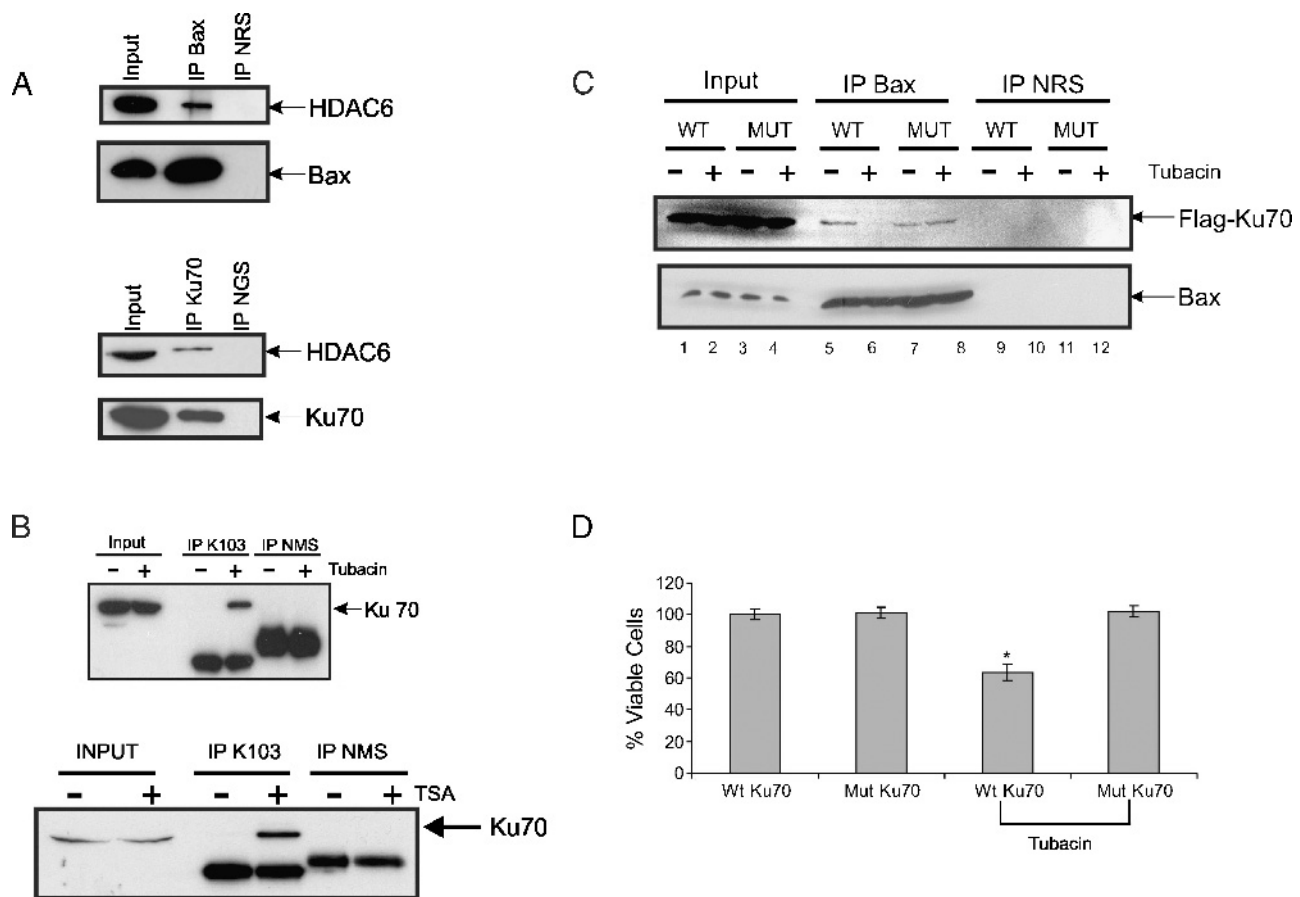 A
Input
IP Bax
IP NRS
HDAC6
Bax
Input
IP Ku70
IP NGS
HDAC6
Ku70
B
Input IP K103 IP NMS
- + - + - + Tubacin
Ku 70
INPUT IP K103 IP NMS
- + - + - + TSA
Ku70
C
Input IP Bax IP NRS
WT MUT WT MUT WT MUT
- + - + - + - + - + - + Tubacin
Flag-Ku70
Bax
1 2 3 4 5 6 7 8 9 10 11 12
D
% Viable Cells
120
100
80
60
40
20
0
*
Wt Ku70 Mut Ku70 Wt Ku70 Mut Ku70
Tubacin